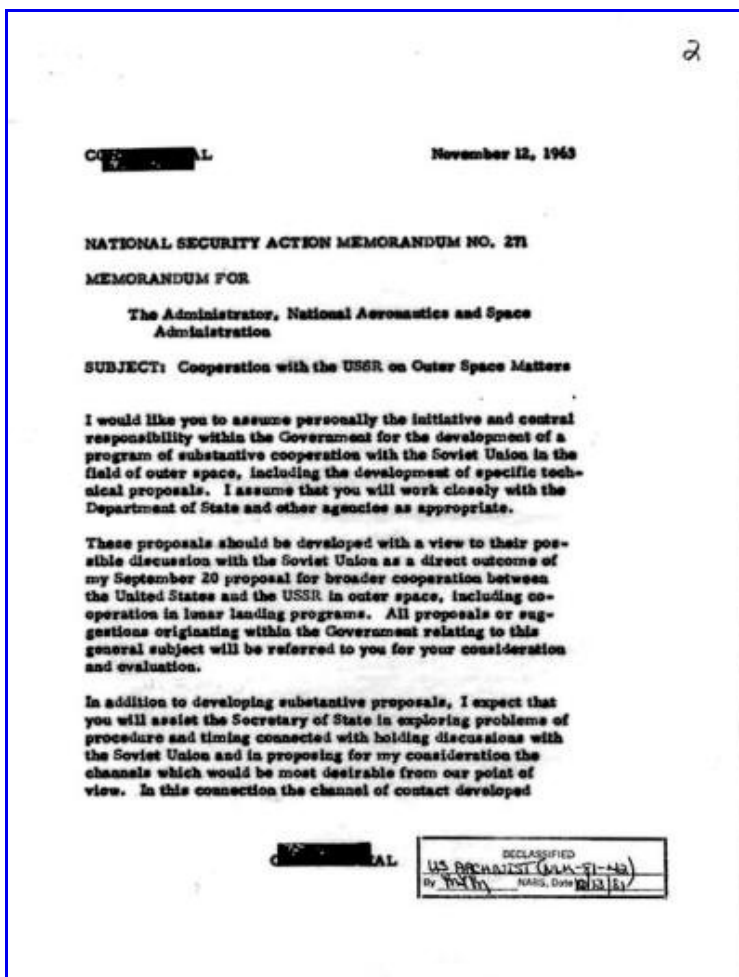 2
November 12, 1963
NATIONAL SECURITY ACTION MEMORANDUM NO. 271
MEMORANDUM FOR
The Administrator, National Aeronautics and Space
Administration
SUBJECT: Cooperation with the USSR on Outer Space Matters
I would like you to assume personally the initiative and central
responsibility within the Government for the development of a
program of substantive cooperation with the Soviet Union in the
field of outer space, including the development of specific tech-
nical proposals. I assume that you will work closely with the
Department of State and other agencies as appropriate.
These proposals should be developed with a view to their pos-
sible discussion with the Soviet Union as a direct outcome of
my September 20 proposal for broader cooperation between
the United States and the USSR in outer space, including co-
operation in lunar landing programs. All proposals or sug-
gestions originating within the Government relating to this
general subject will be referred to you for your consideration
and evaluation.
In addition to developing substantive proposals, I expect that
you will assist the Secretary of State in exploring problems of
procedure and timing connected with holding discussions with
the Soviet Union and in proposing for my consideration the
channels which would be most desirable from our point of
view. In this connection the channel of contact developed
DECLASSIFIED
US ARCHIVIST (NLK-81-42)
By NARS, Date